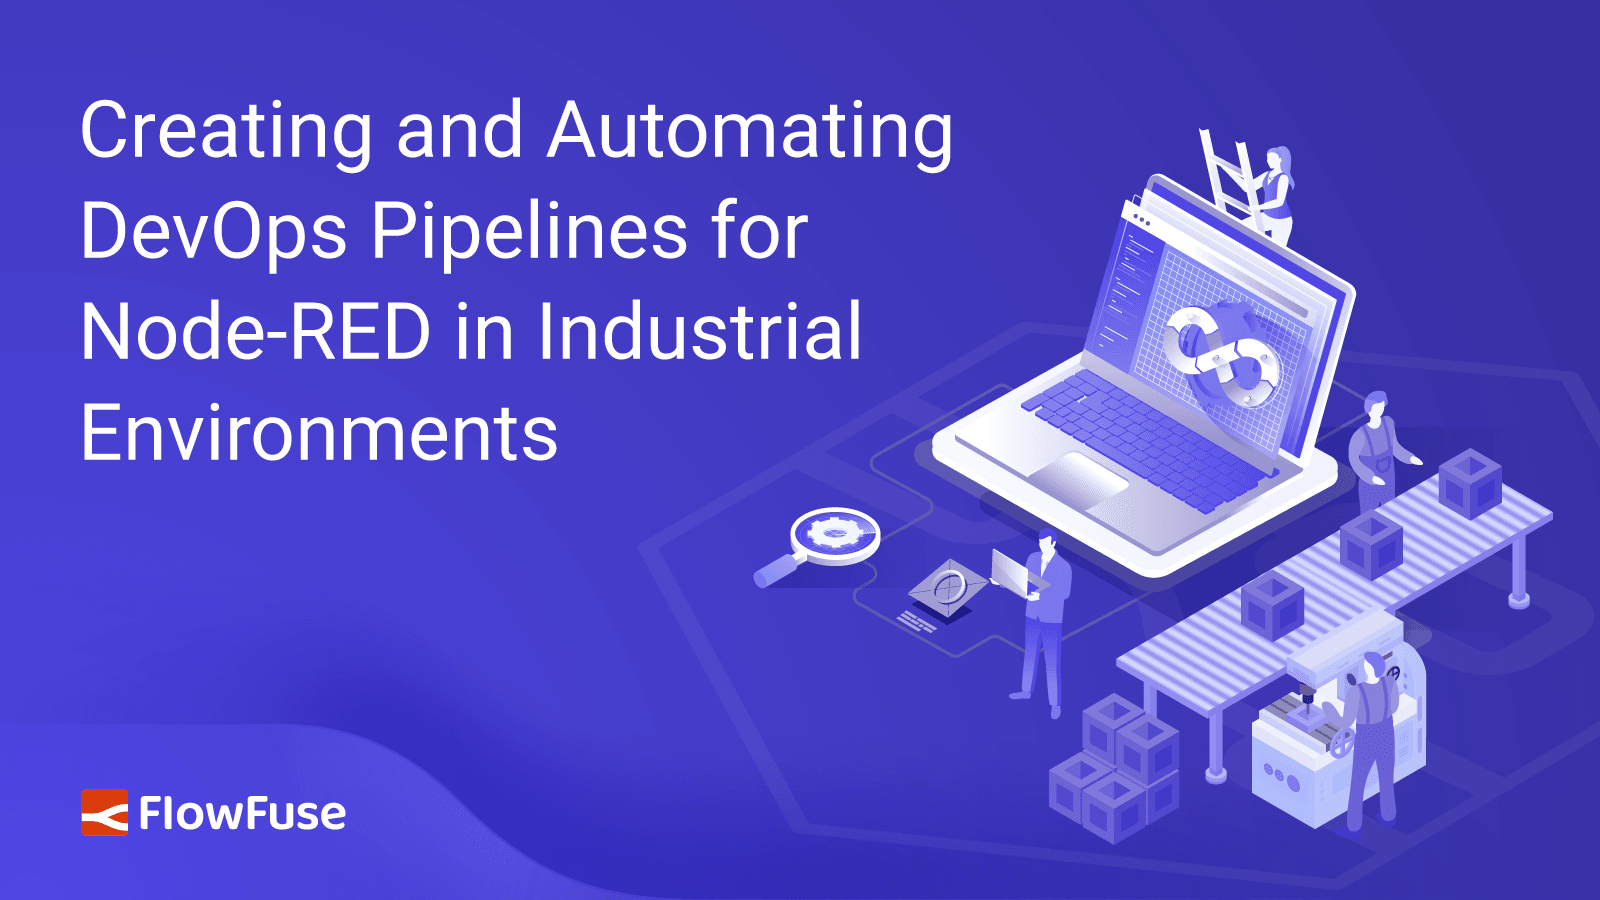 Creating and Automating
DevOps Pipelines for
Node-RED in Industrial
Environments
FlowFuse